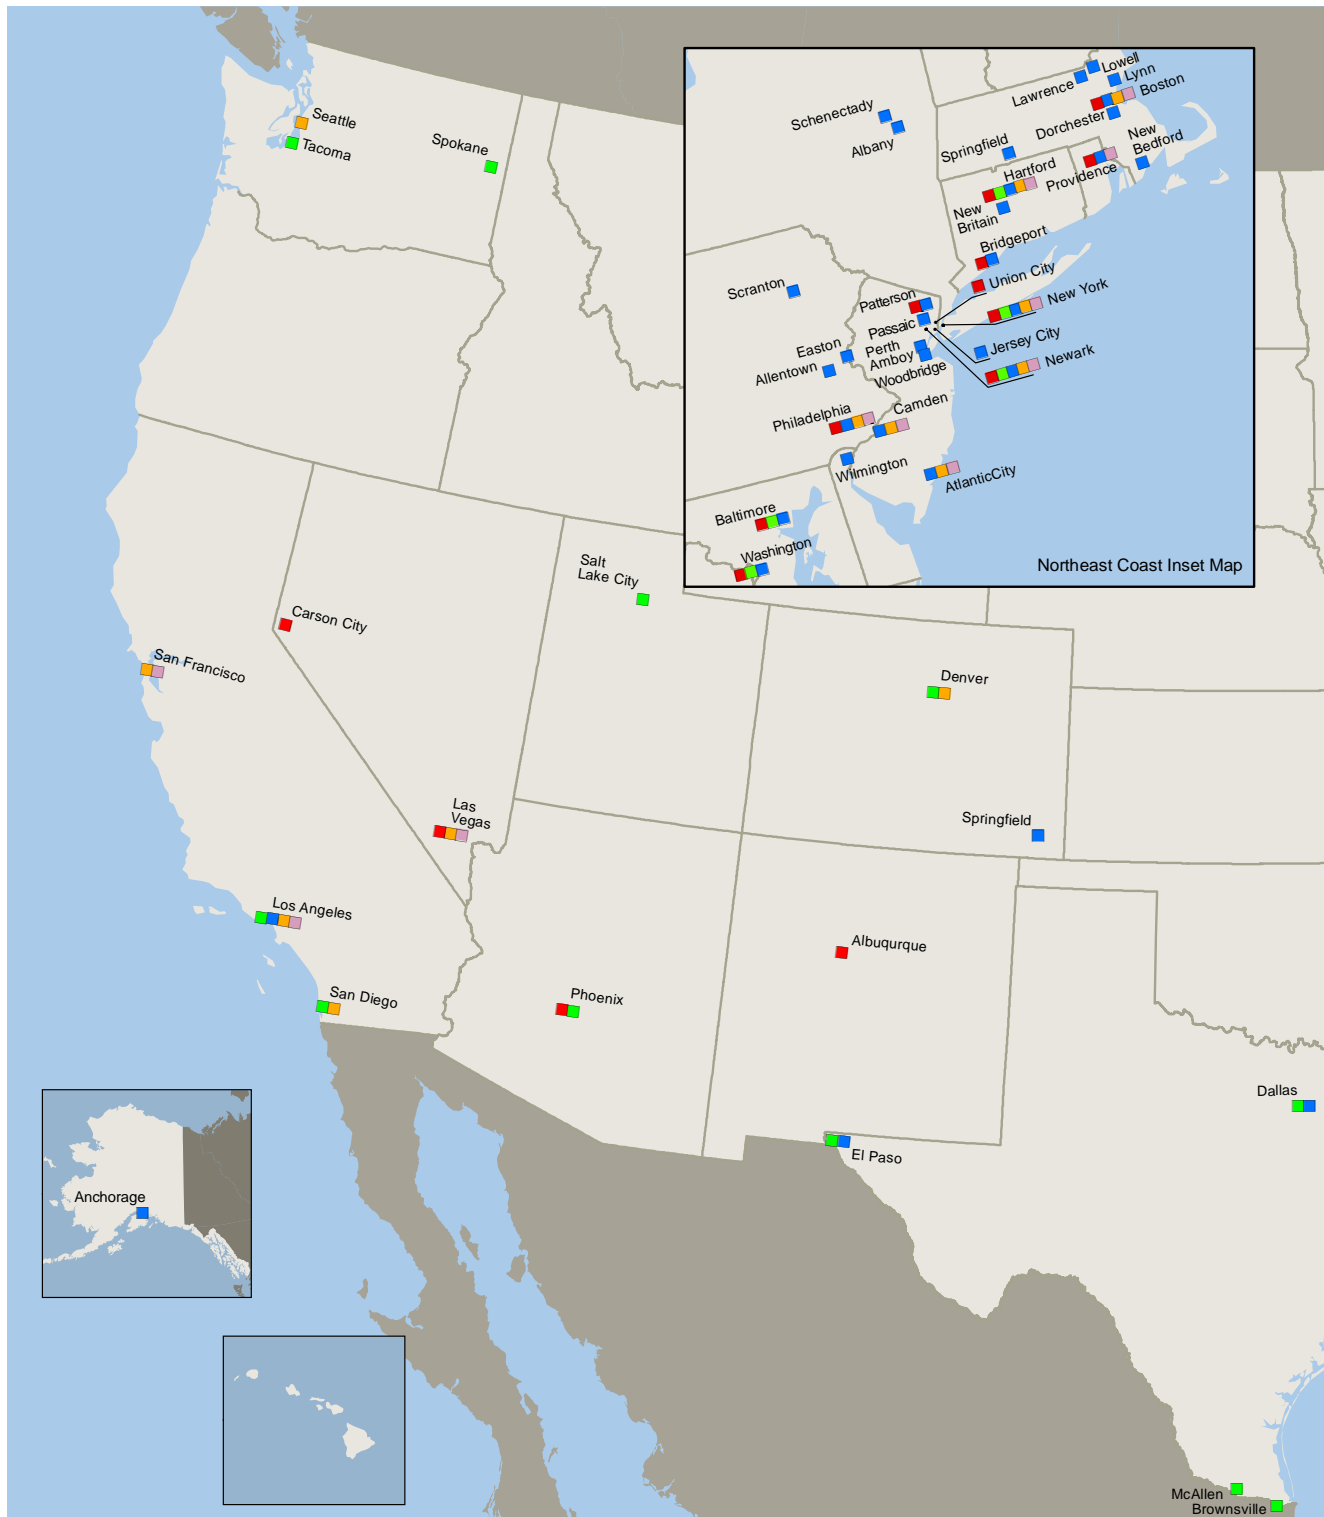 Seattle
Tacoma
Spokane
Lowell
Lynn
Lawrence
Boston
Schenectady
Dorchester
Albany
New
Bedford
Springfield
Hartford
Providence
New
Britain
Bridgeport
Union City
Scranton
New York
Patterson
Passaic
Easton
Perth
Amboy
Jersey City
Newark
Allentown
Woodbridge
Philadelphia
Camden
Wilmington
AtlanticCity
Baltimore
Washington
Northeast Coast Inset Map
Salt
Lake City
Carson City
San Francisco
Denver
Las
Vegas
Springfield
Los Angeles
Albuqurque
San Diego
Phoenix
Dallas
El Paso
Anchorage
McAllen
Brownsville